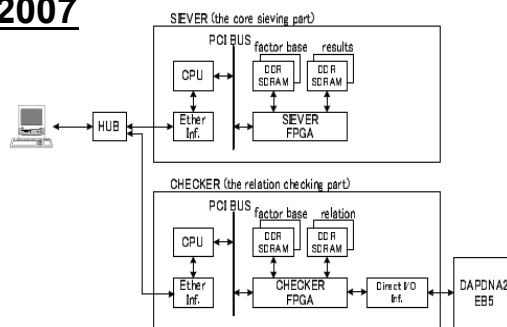 2007
SIEVER (the core sieving part)
PCI BUS
factor base
results
CPU
DDR
SDRAM
DDR
SDRAM
HUB
Ether
Inf.
SIEVER
FPGA
CHECKER (the relation checking part)
PCI BUS
factor base
relation
CPU
DDR
SDRAM
DDR
SDRAM
Ether
Inf.
CHECKER
FPGA
Direct I/O
Inf.
DAPDNA2
EB5